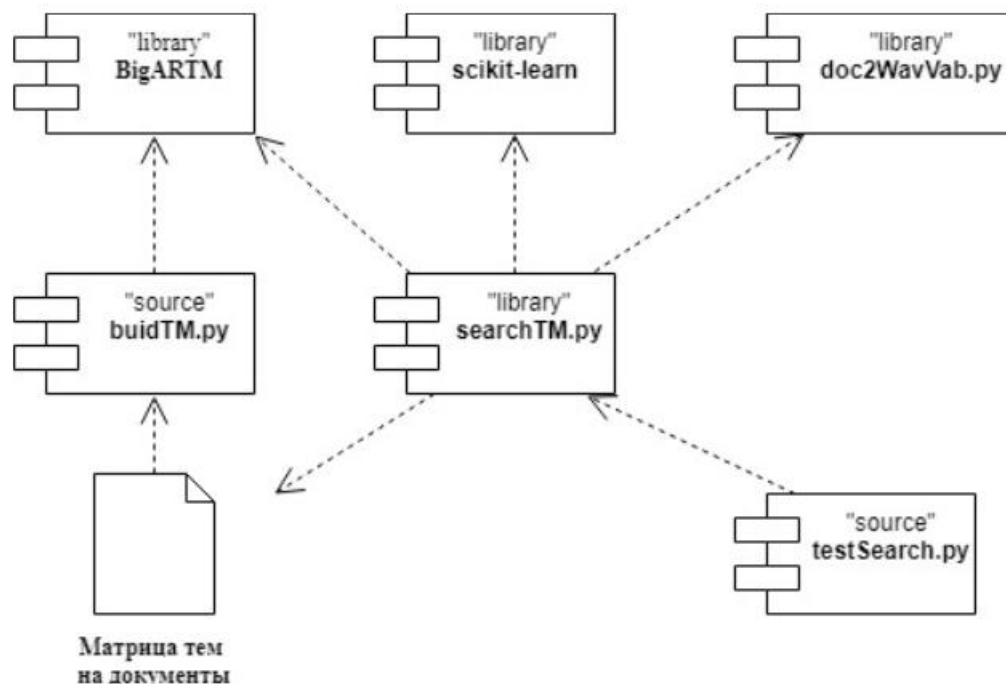 "library"
BigARTM
"library"
scikit-learn
"library"
doc2WavVab.py
"source"
buidTM.py
"library"
searchTM.py
"source"
testSearch.py
Матрица тем
на документы